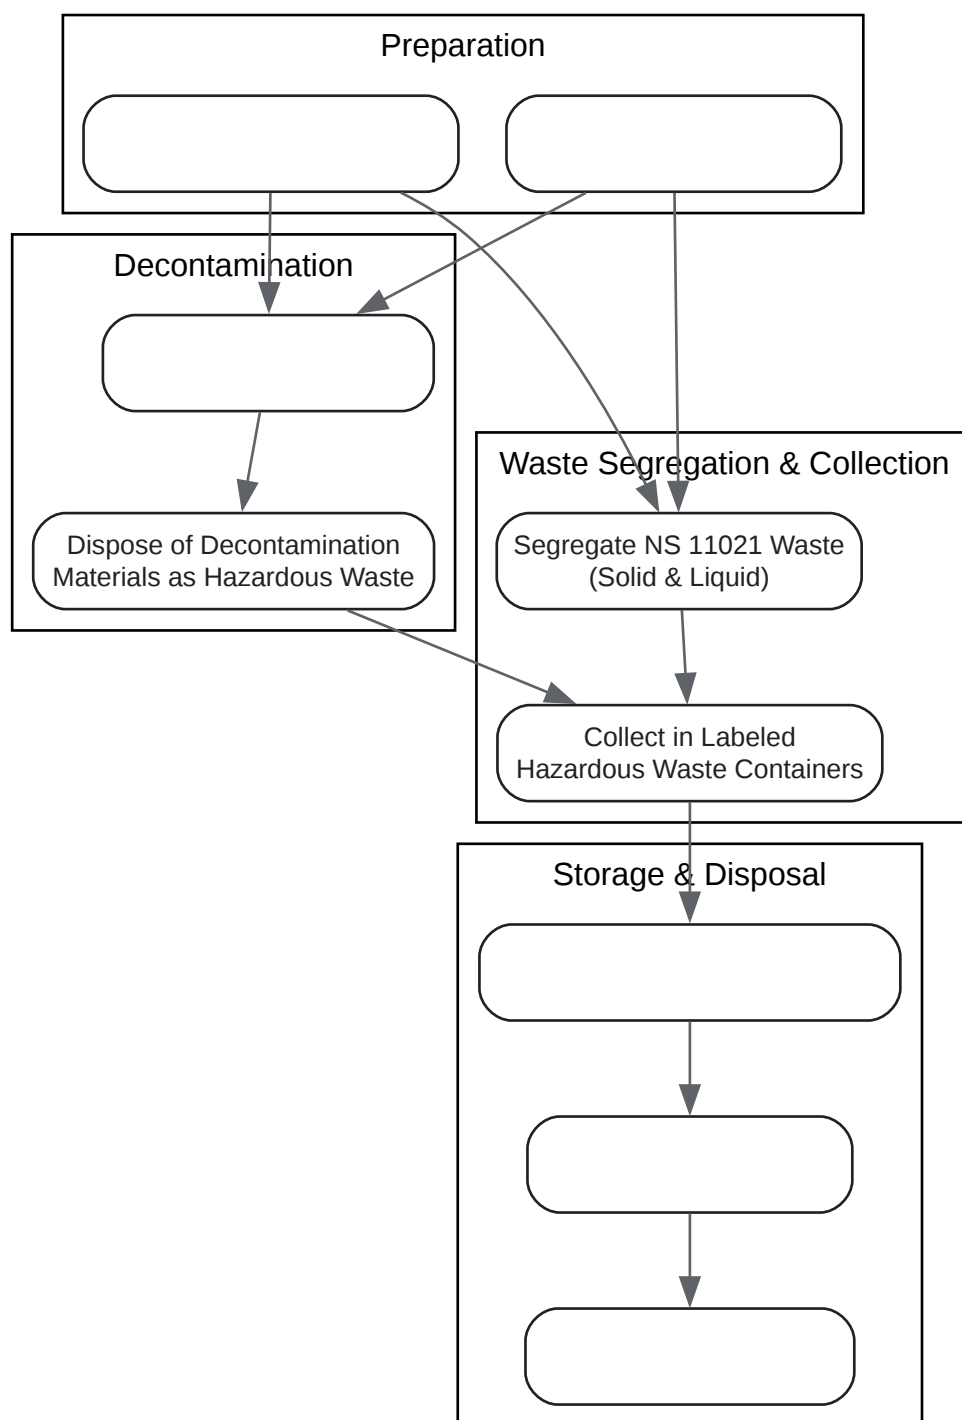 Preparation
Decontamination
Waste Segregation & Collection
Dispose of Decontamination
Materials as Hazardous Waste
Segregate NS 11021 Waste
(Solid & Liquid)
Collect in Labeled
Hazardous Waste Containers
Storage & Disposal